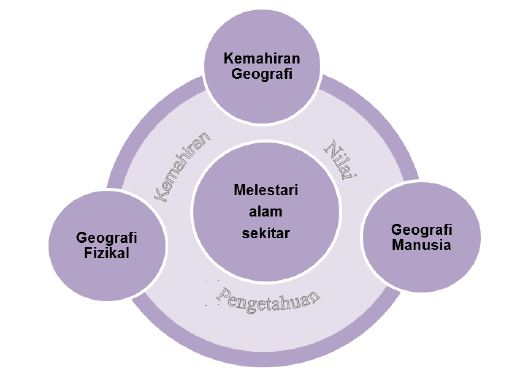 Kemahiran
Geografi
Kemahiran
Nilai
Melestari
alam
sekitar
Geografi
Fizikal
Geografi
Manusia
Pengetahuan